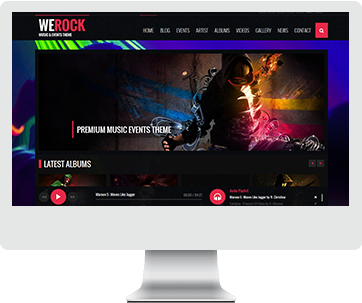 WEROCK
MUSIC & EVENTS THEME
HOME BLOG EVENTS ARTIST ALBUMS VIDEOS GALLERY NEWS CONTACT
PREMIUM MUSIC EVENTS THEME
LATEST ALBUMS
Maroon 5 - Moves Like Jagger
Audio Playlist
Maroon 5 - Moves Like Jagger ft. Christina